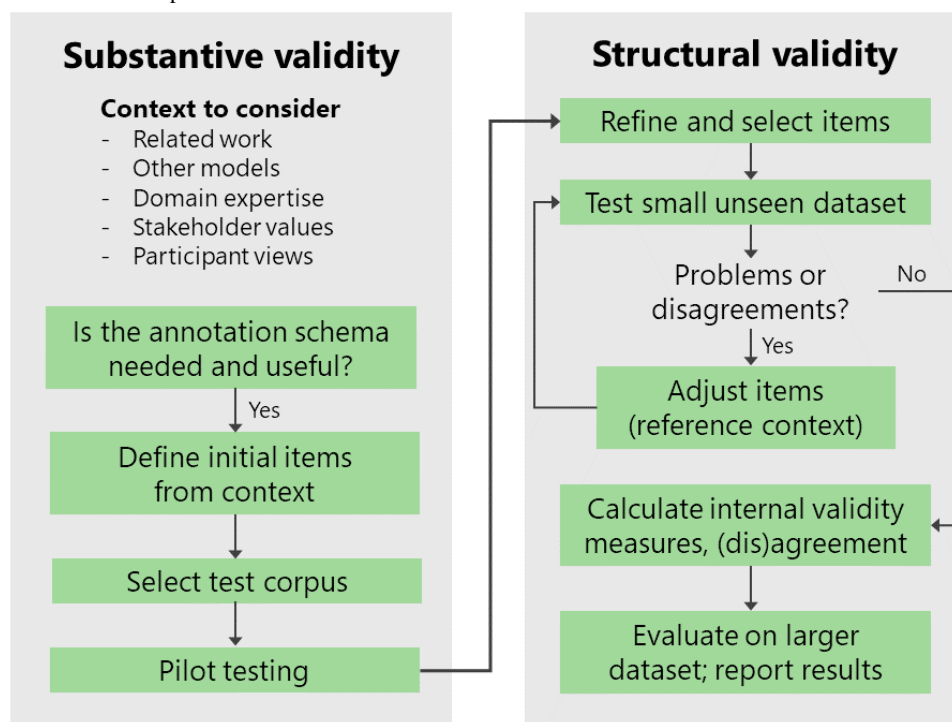 Substantive validity
Context to consider
- Related work
- Other models
- Domain expertise
- Stakeholder values
- Participant views
Is the annotation schema
needed and useful?
Yes
Define initial items
from context
Select test corpus
Pilot testing
Structural validity
Refine and select items
Test small unseen dataset
Problems or
disagreements?
No
Yes
Adjust items
(reference context)
Calculate internal validity
measures, (dis)agreement
Evaluate on larger
dataset; report results